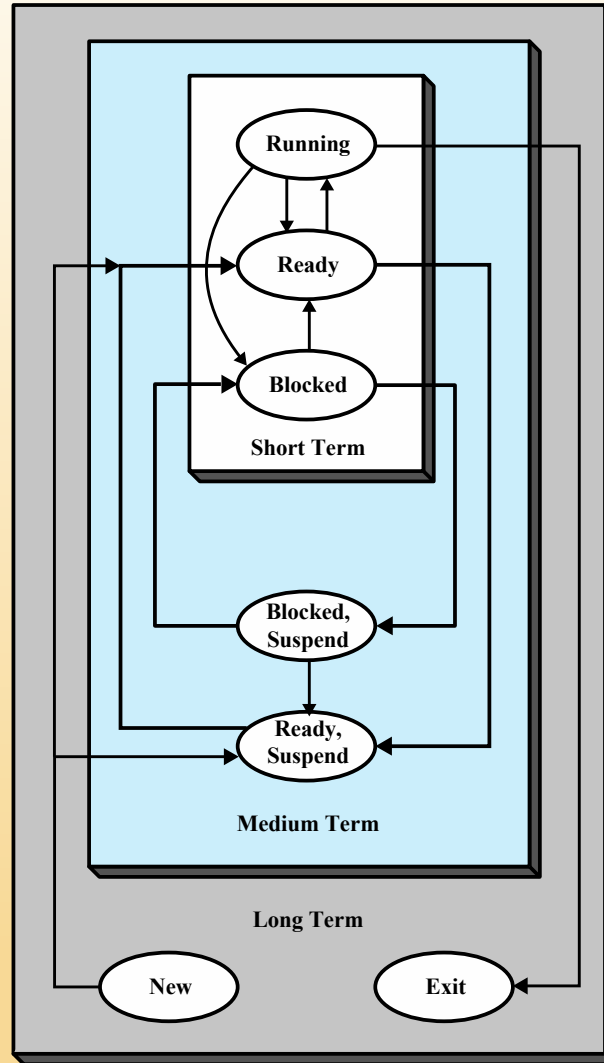 Running
Ready
Blocked
Short Term
Blocked,
Suspend
Ready,
Suspend
Medium Term
Long Term
New
Exit